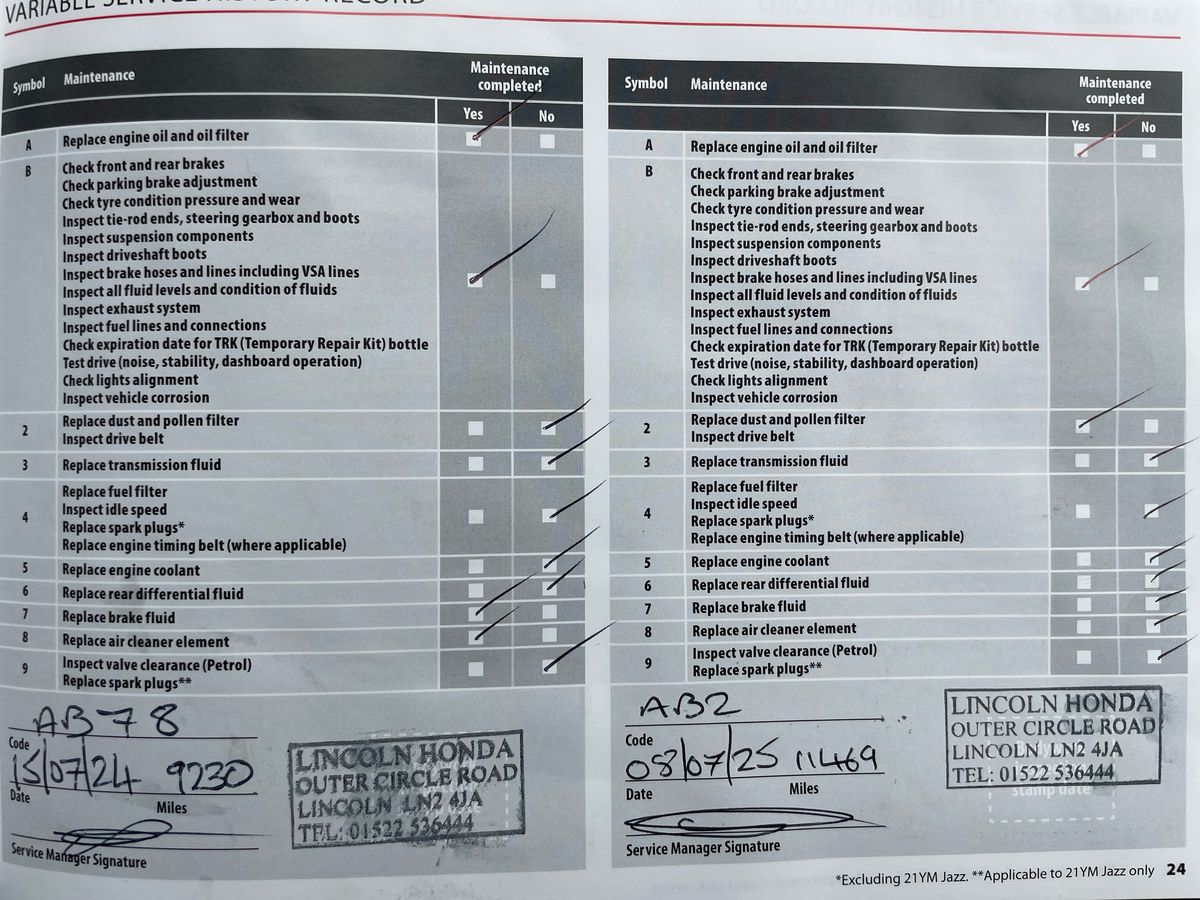 VARIABLE SERVICE HISTORY RECORD
Symbol Maintenance Maintenance completed
Yes No
A Replace engine oil and oil filter
B Check front and rear brakes
Check parking brake adjustment
Check tyre condition pressure and wear
Inspect tie-rod ends, steering gearbox and boots
Inspect suspension components
Inspect driveshaft boots
Inspect brake hoses and lines including VSA lines
Inspect all fluid levels and condition of fluids
Inspect exhaust system
Inspect fuel lines and connections
Check expiration date for TRK (Temporary Repair Kit) bottle
Test drive (noise, stability, dashboard operation)
Check lights alignment
Inspect vehicle corrosion
2 Replace dust and pollen filter
Inspect drive belt
3 Replace transmission fluid
4 Replace fuel filter
Inspect idle speed
Replace spark plugs*
Replace engine timing belt (where applicable)
5 Replace engine coolant
6 Replace rear differential fluid
7 Replace brake fluid
8 Replace air cleaner element
9 Inspect valve clearance (Petrol)
Replace spark plugs**
AB78
Code
15/07/24 9230
Date Miles
Service Manager Signature
LINCOLN HONDA
OUTER CIRCLE ROAD
LINCOLN LN2 4JA
TEL: 01522 536444
Symbol Maintenance Maintenance completed
Yes No
A Replace engine oil and oil filter
B Check front and rear brakes
Check parking brake adjustment
Check tyre condition pressure and wear
Inspect tie-rod ends, steering gearbox and boots
Inspect suspension components
Inspect driveshaft boots
Inspect brake hoses and lines including VSA lines
Inspect all fluid levels and condition of fluids
Inspect exhaust system
Inspect fuel lines and connections
Check expiration date for TRK (Temporary Repair Kit) bottle
Test drive (noise, stability, dashboard operation)
Check lights alignment
Inspect vehicle corrosion
2 Replace dust and pollen filter
Inspect drive belt
3 Replace transmission fluid
4 Replace fuel filter
Inspect idle speed
Replace spark plugs*
Replace engine timing belt (where applicable)
5 Replace engine coolant
6 Replace rear differential fluid
7 Replace brake fluid
8 Replace air cleaner element
9 Inspect valve clearance (Petrol)
Replace spark plugs**
AB2
Code
08/07/25 11469
Date Miles
Service Manager Signature
LINCOLN HONDA
OUTER CIRCLE ROAD
LINCOLN LN2 4JA
TEL: 01522 536444
stamp date
*Excluding 21YM Jazz. **Applicable to 21YM Jazz only 24